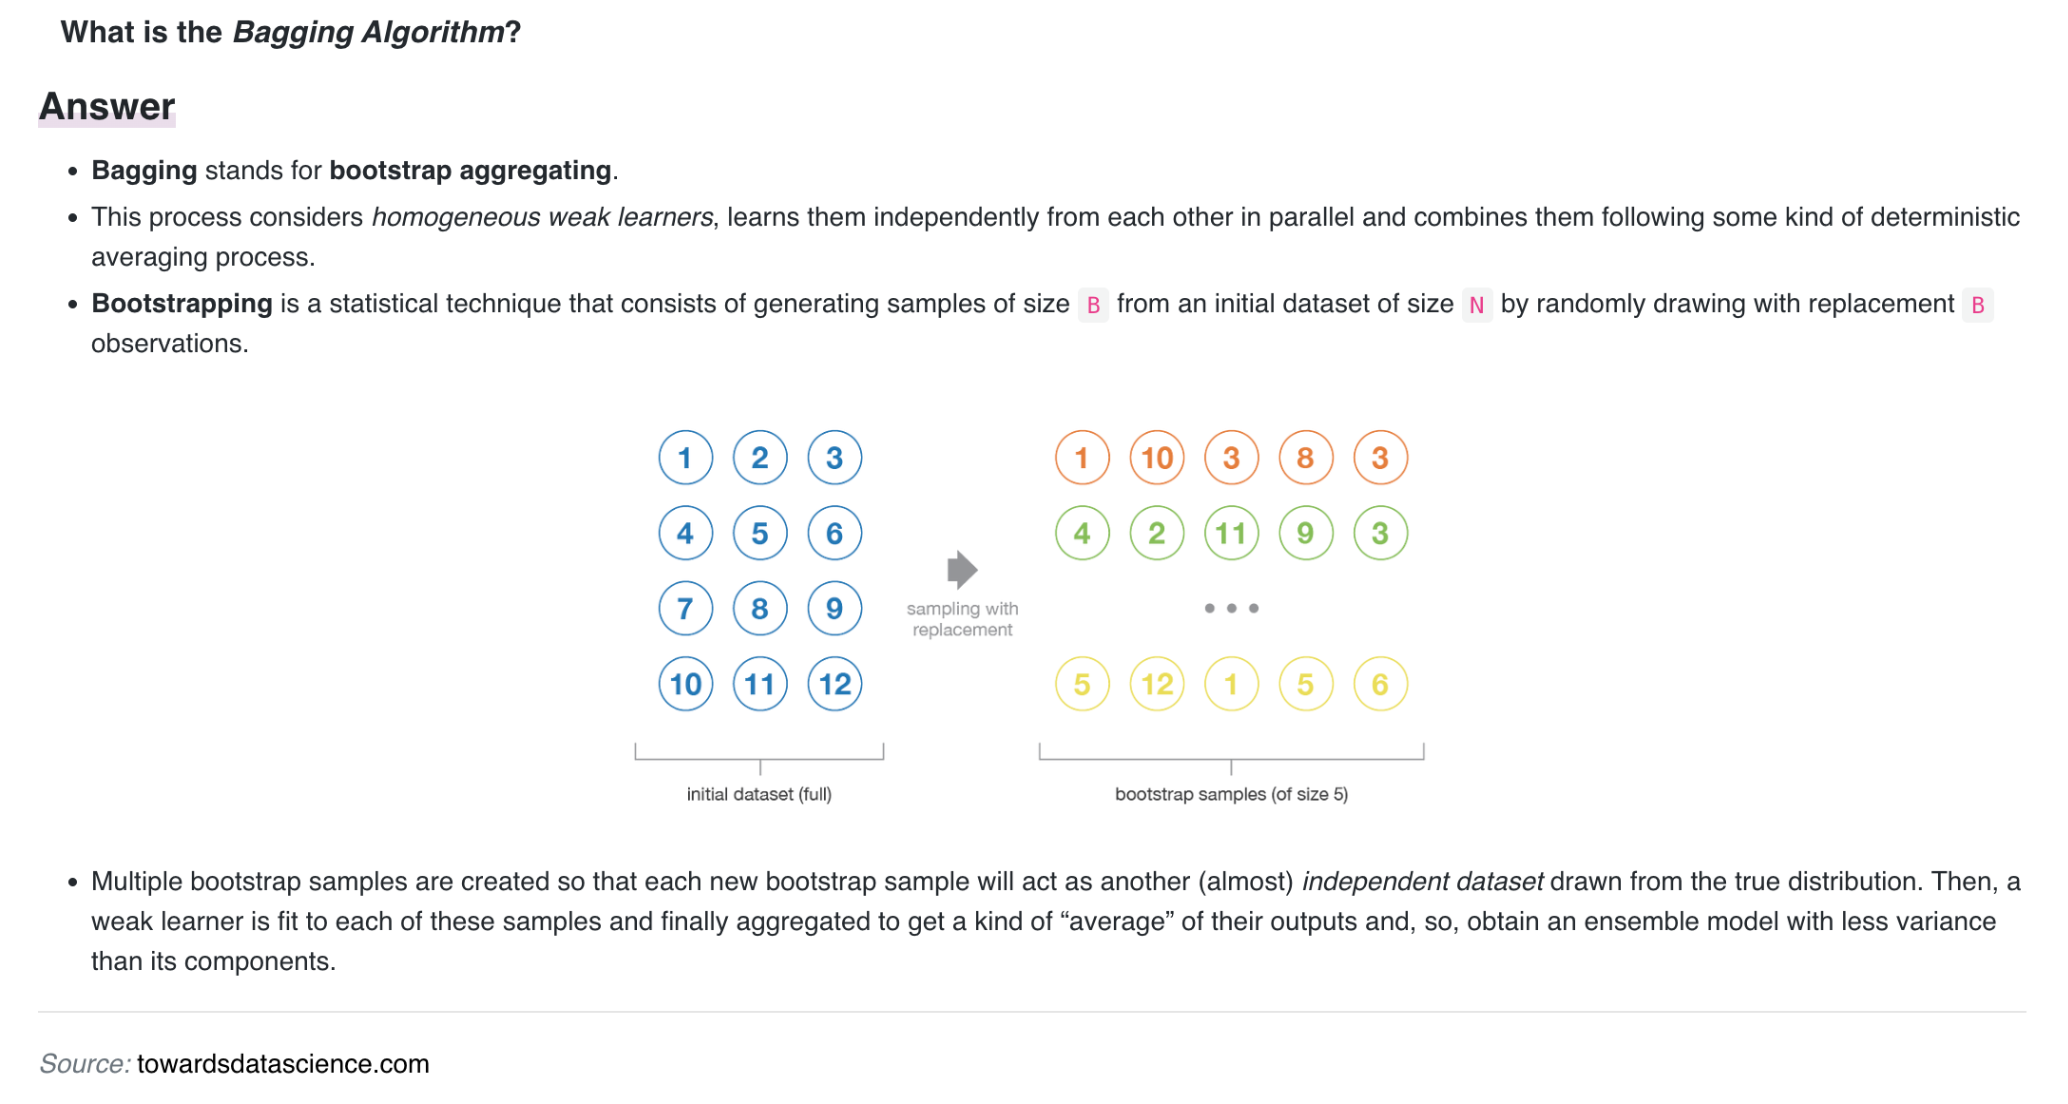 What is the Bagging Algorithm?
Answer
• Bagging stands for bootstrap aggregating.
• This process considers homogeneous weak learners, learns them independently from each other in parallel and combines them following some kind of deterministic
averaging process.
• Bootstrapping is a statistical technique that consists of generating samples of size B from an initial dataset of size N by randomly drawing with replacement B
observations.
1 2 3
4 5 6
7 8 9
10 11 12
initial dataset (full)
sampling with
replacement
1 10 3 8 3
4 2 11 9 3
• • •
5 12 1 5 6
bootstrap samples (of size 5)
• Multiple bootstrap samples are created so that each new bootstrap sample will act as another (almost) independent dataset drawn from the true distribution. Then, a
weak learner is fit to each of these samples and finally aggregated to get a kind of “average” of their outputs and, so, obtain an ensemble model with less variance
than its components.
Source: towardsdatascience.com